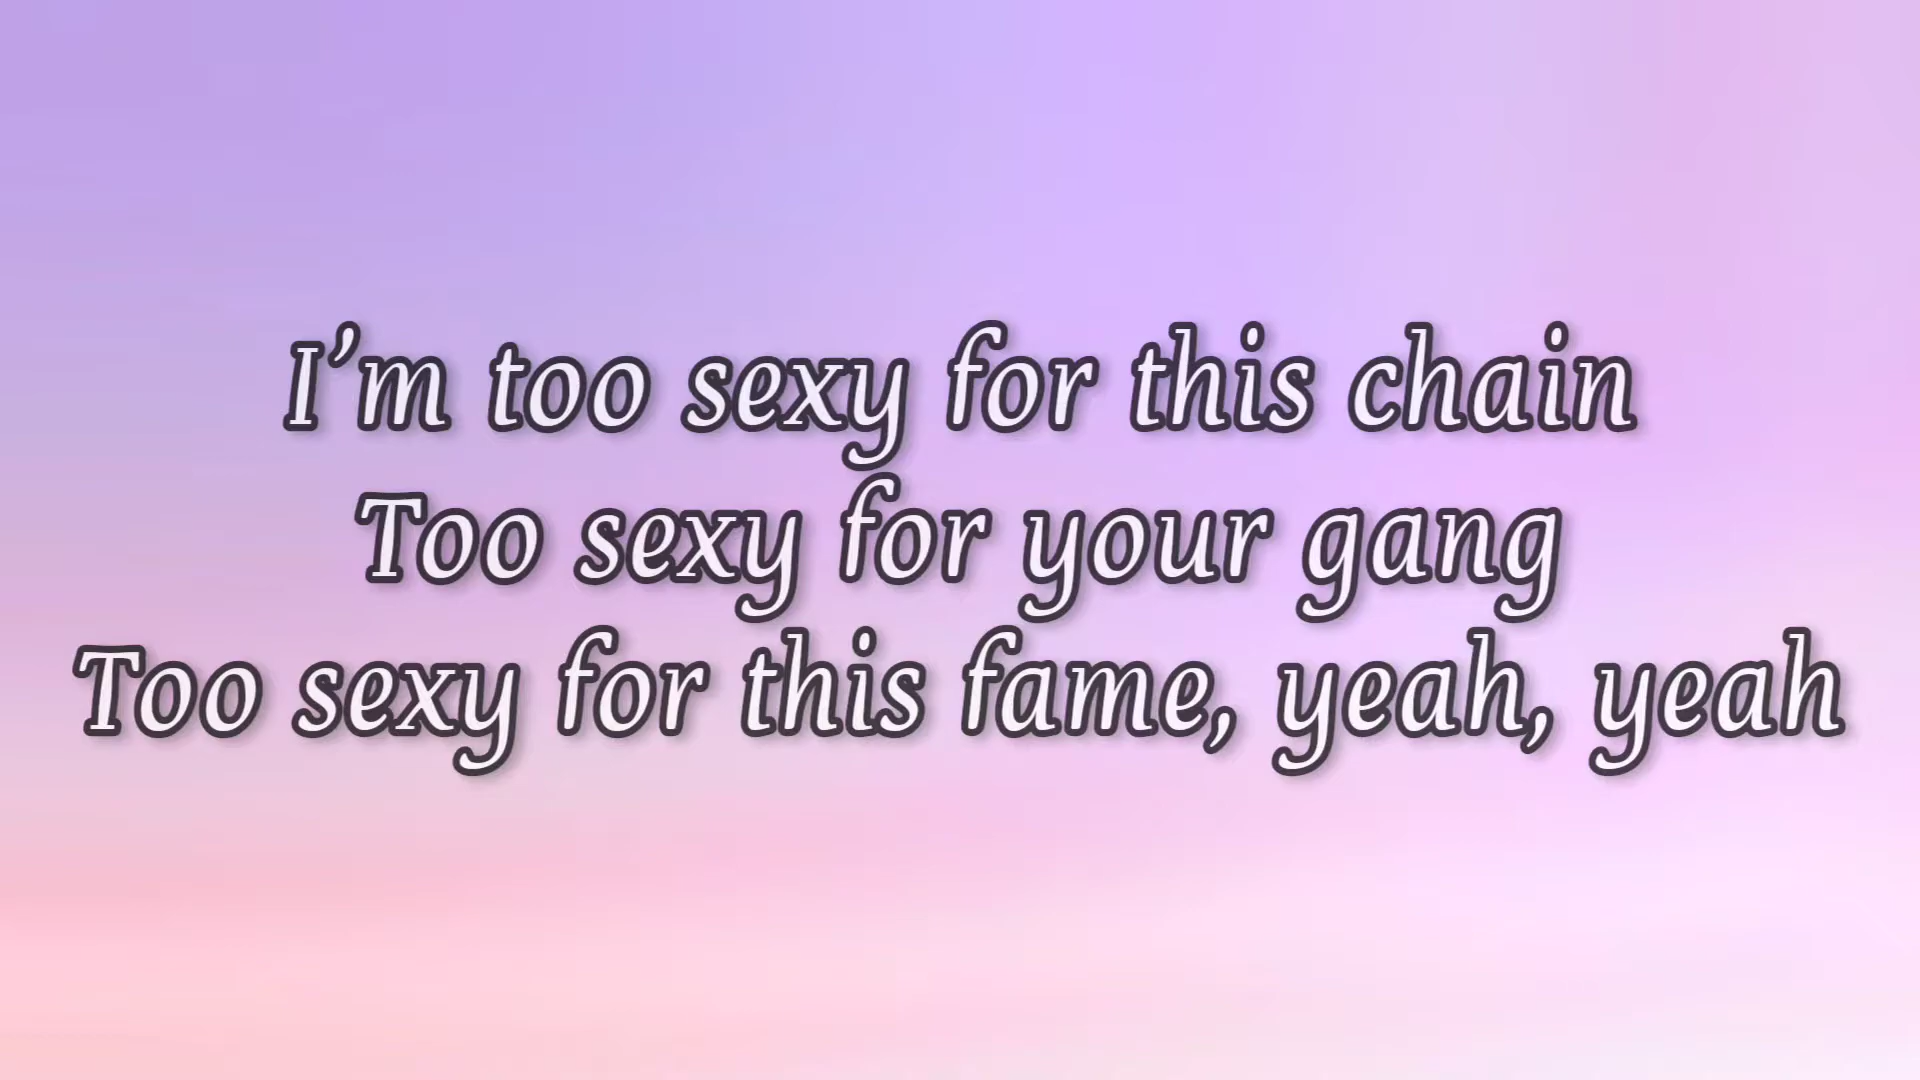 I’m too sexy for this chain
Too sexy for your gang
Too sexy for this fame, yeah, yeah